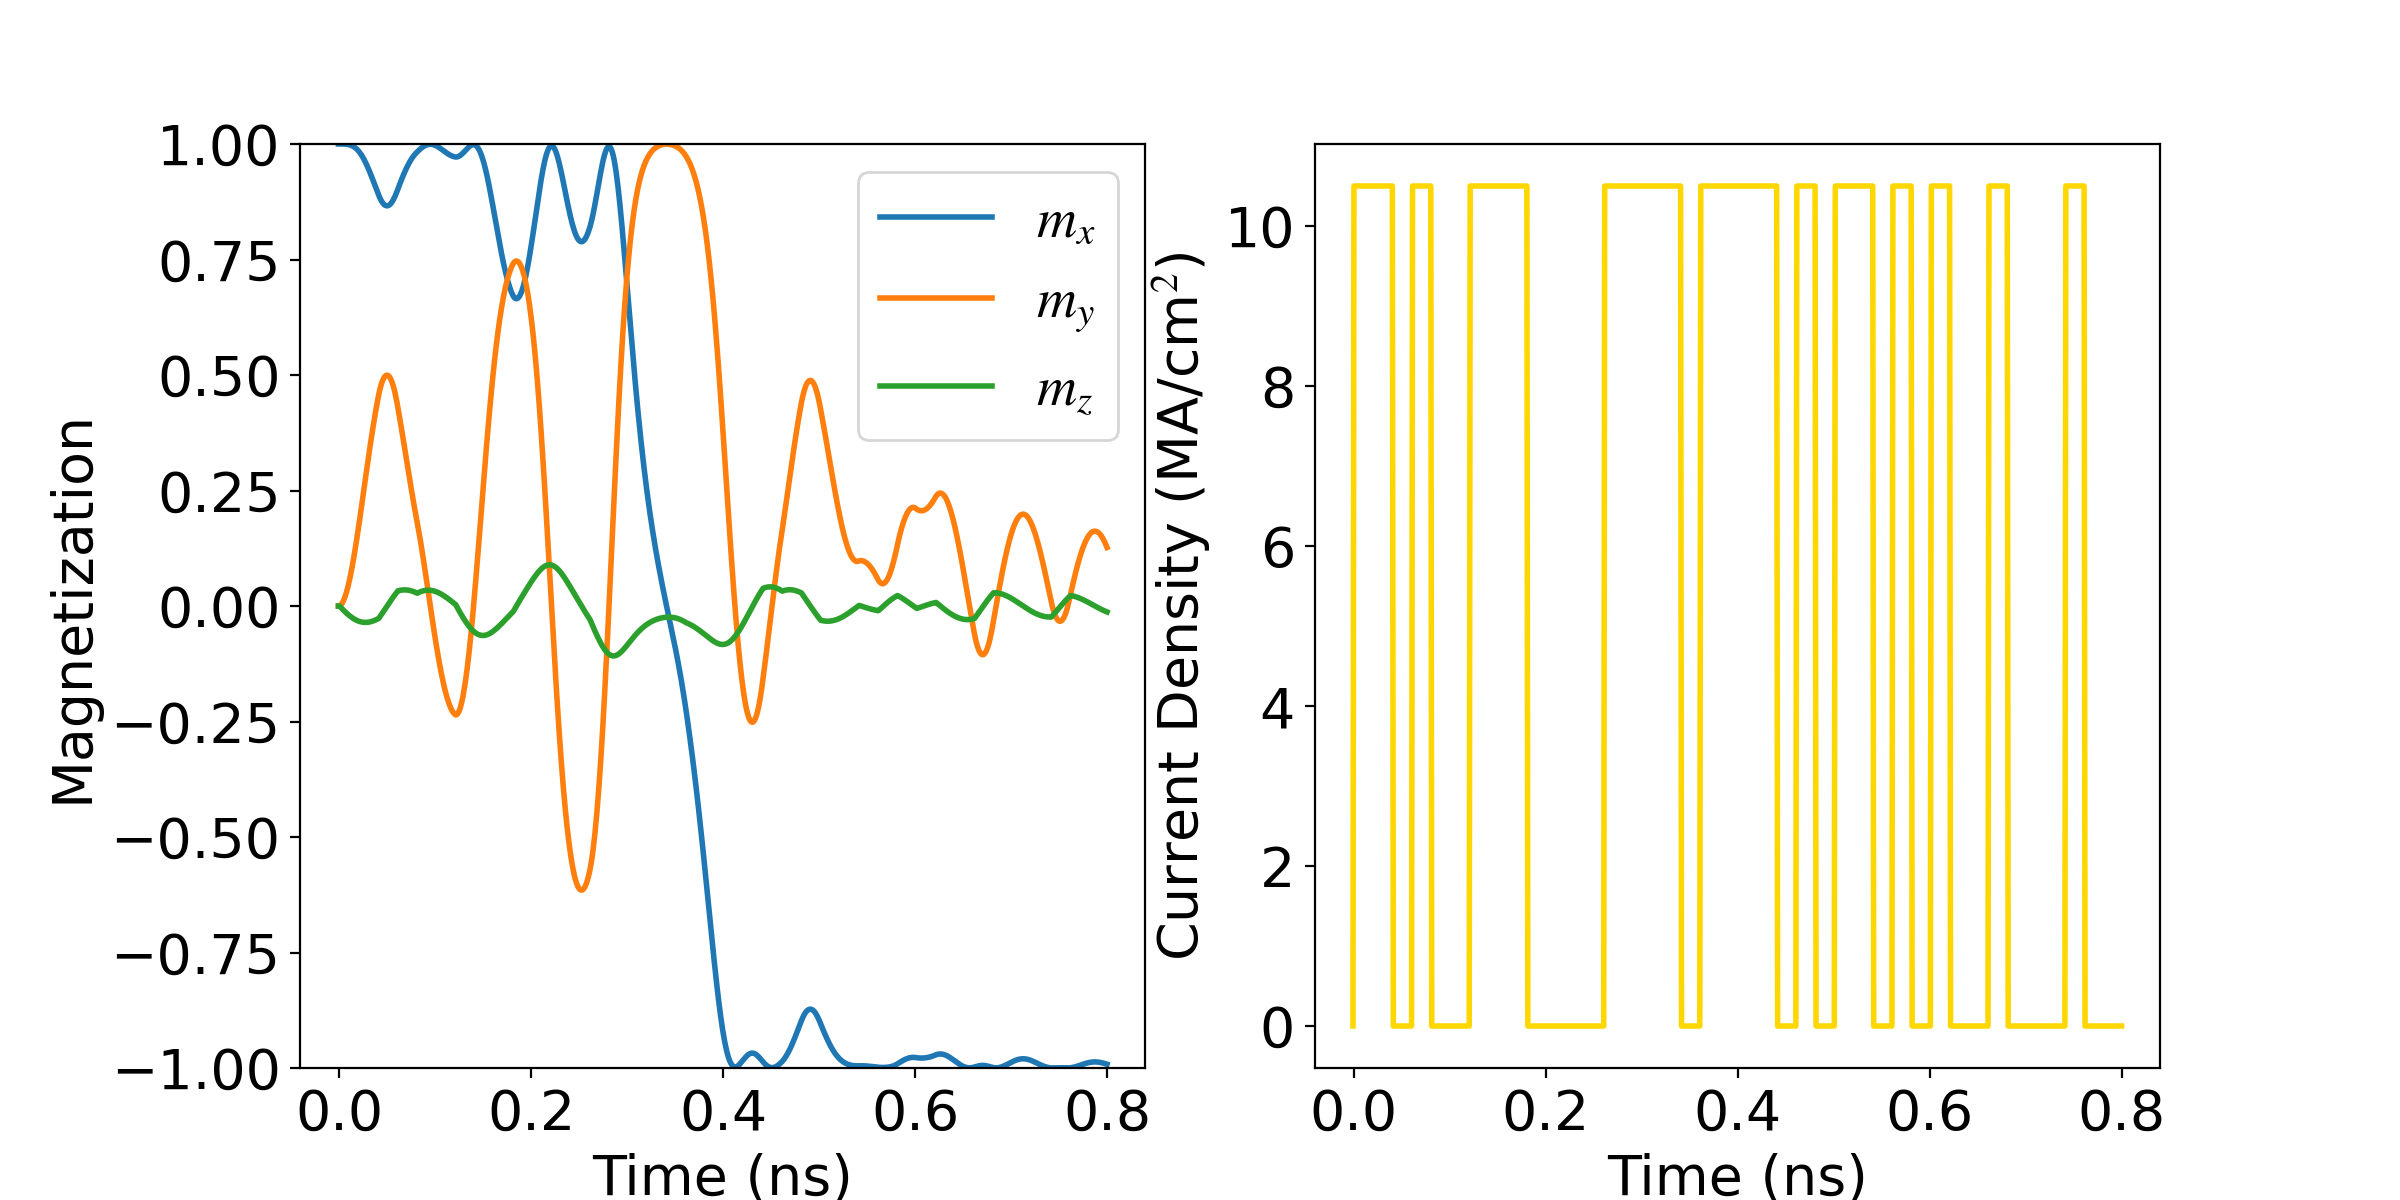 Magnetization
1.00
0.75
0.50
0.25
0.00
−0.25
−0.50
−0.75
−1.00
0.0 0.2 0.4 0.6 0.8
Time (ns)
m_x
m_y
m_z
Current Density (MA/cm²)
10
8
6
4
2
0
0.0 0.2 0.4 0.6 0.8
Time (ns)